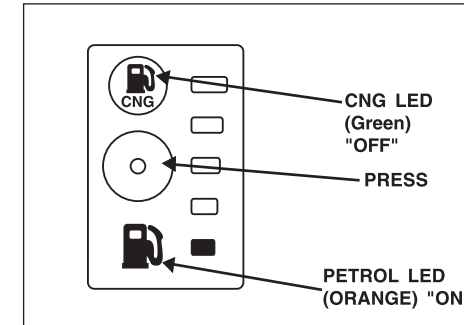 CNG
CNG LED
(Green)
"OFF"
PRESS
PETROL LED
(ORANGE) "ON